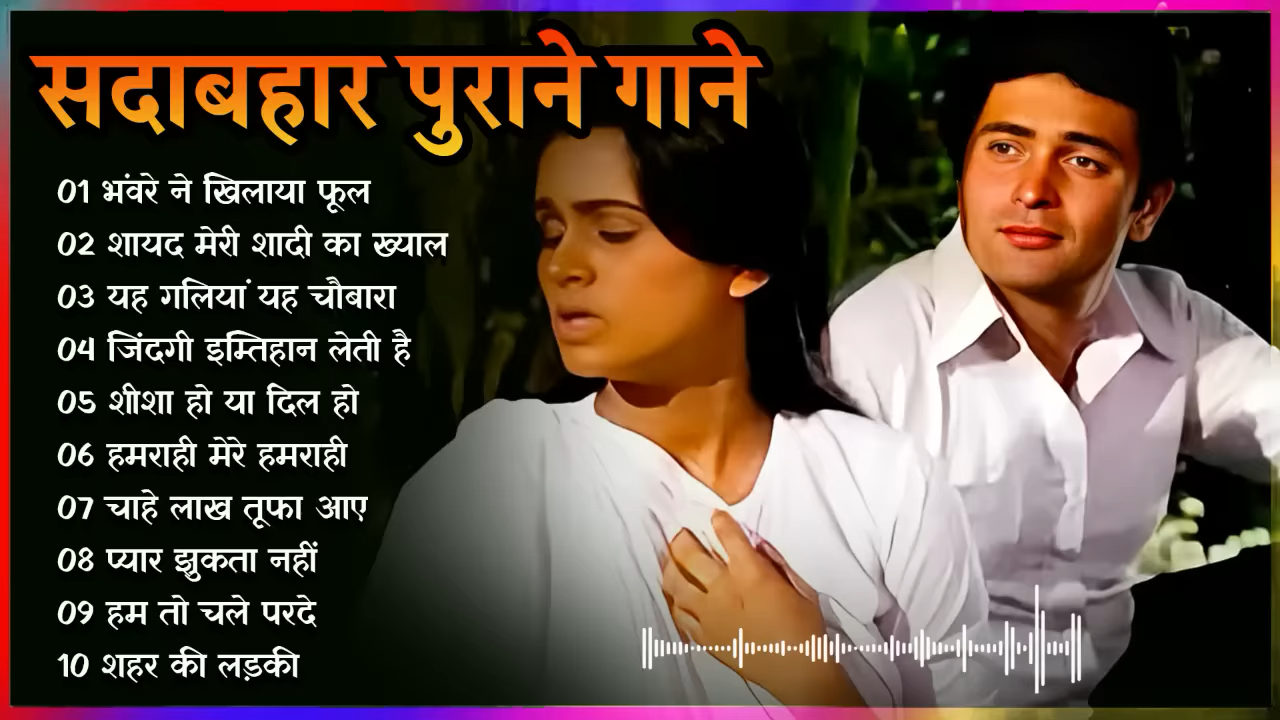 सदाबहार पुराने गाने
01 भंवरे ने खिलाया फूल
02 शायद मेरी शादी का ख्याल
03 यह गलियां यह चौबारा
04 जिंदगी इम्तिहान लेती है
05 शीशा हो या दिल हो
06 हमराही मेरे हमराही
07 चाहे लाख तूफा आए
08 प्यार झुकता नहीं
09 हम तो चले परदे
10 शहर की लड़की